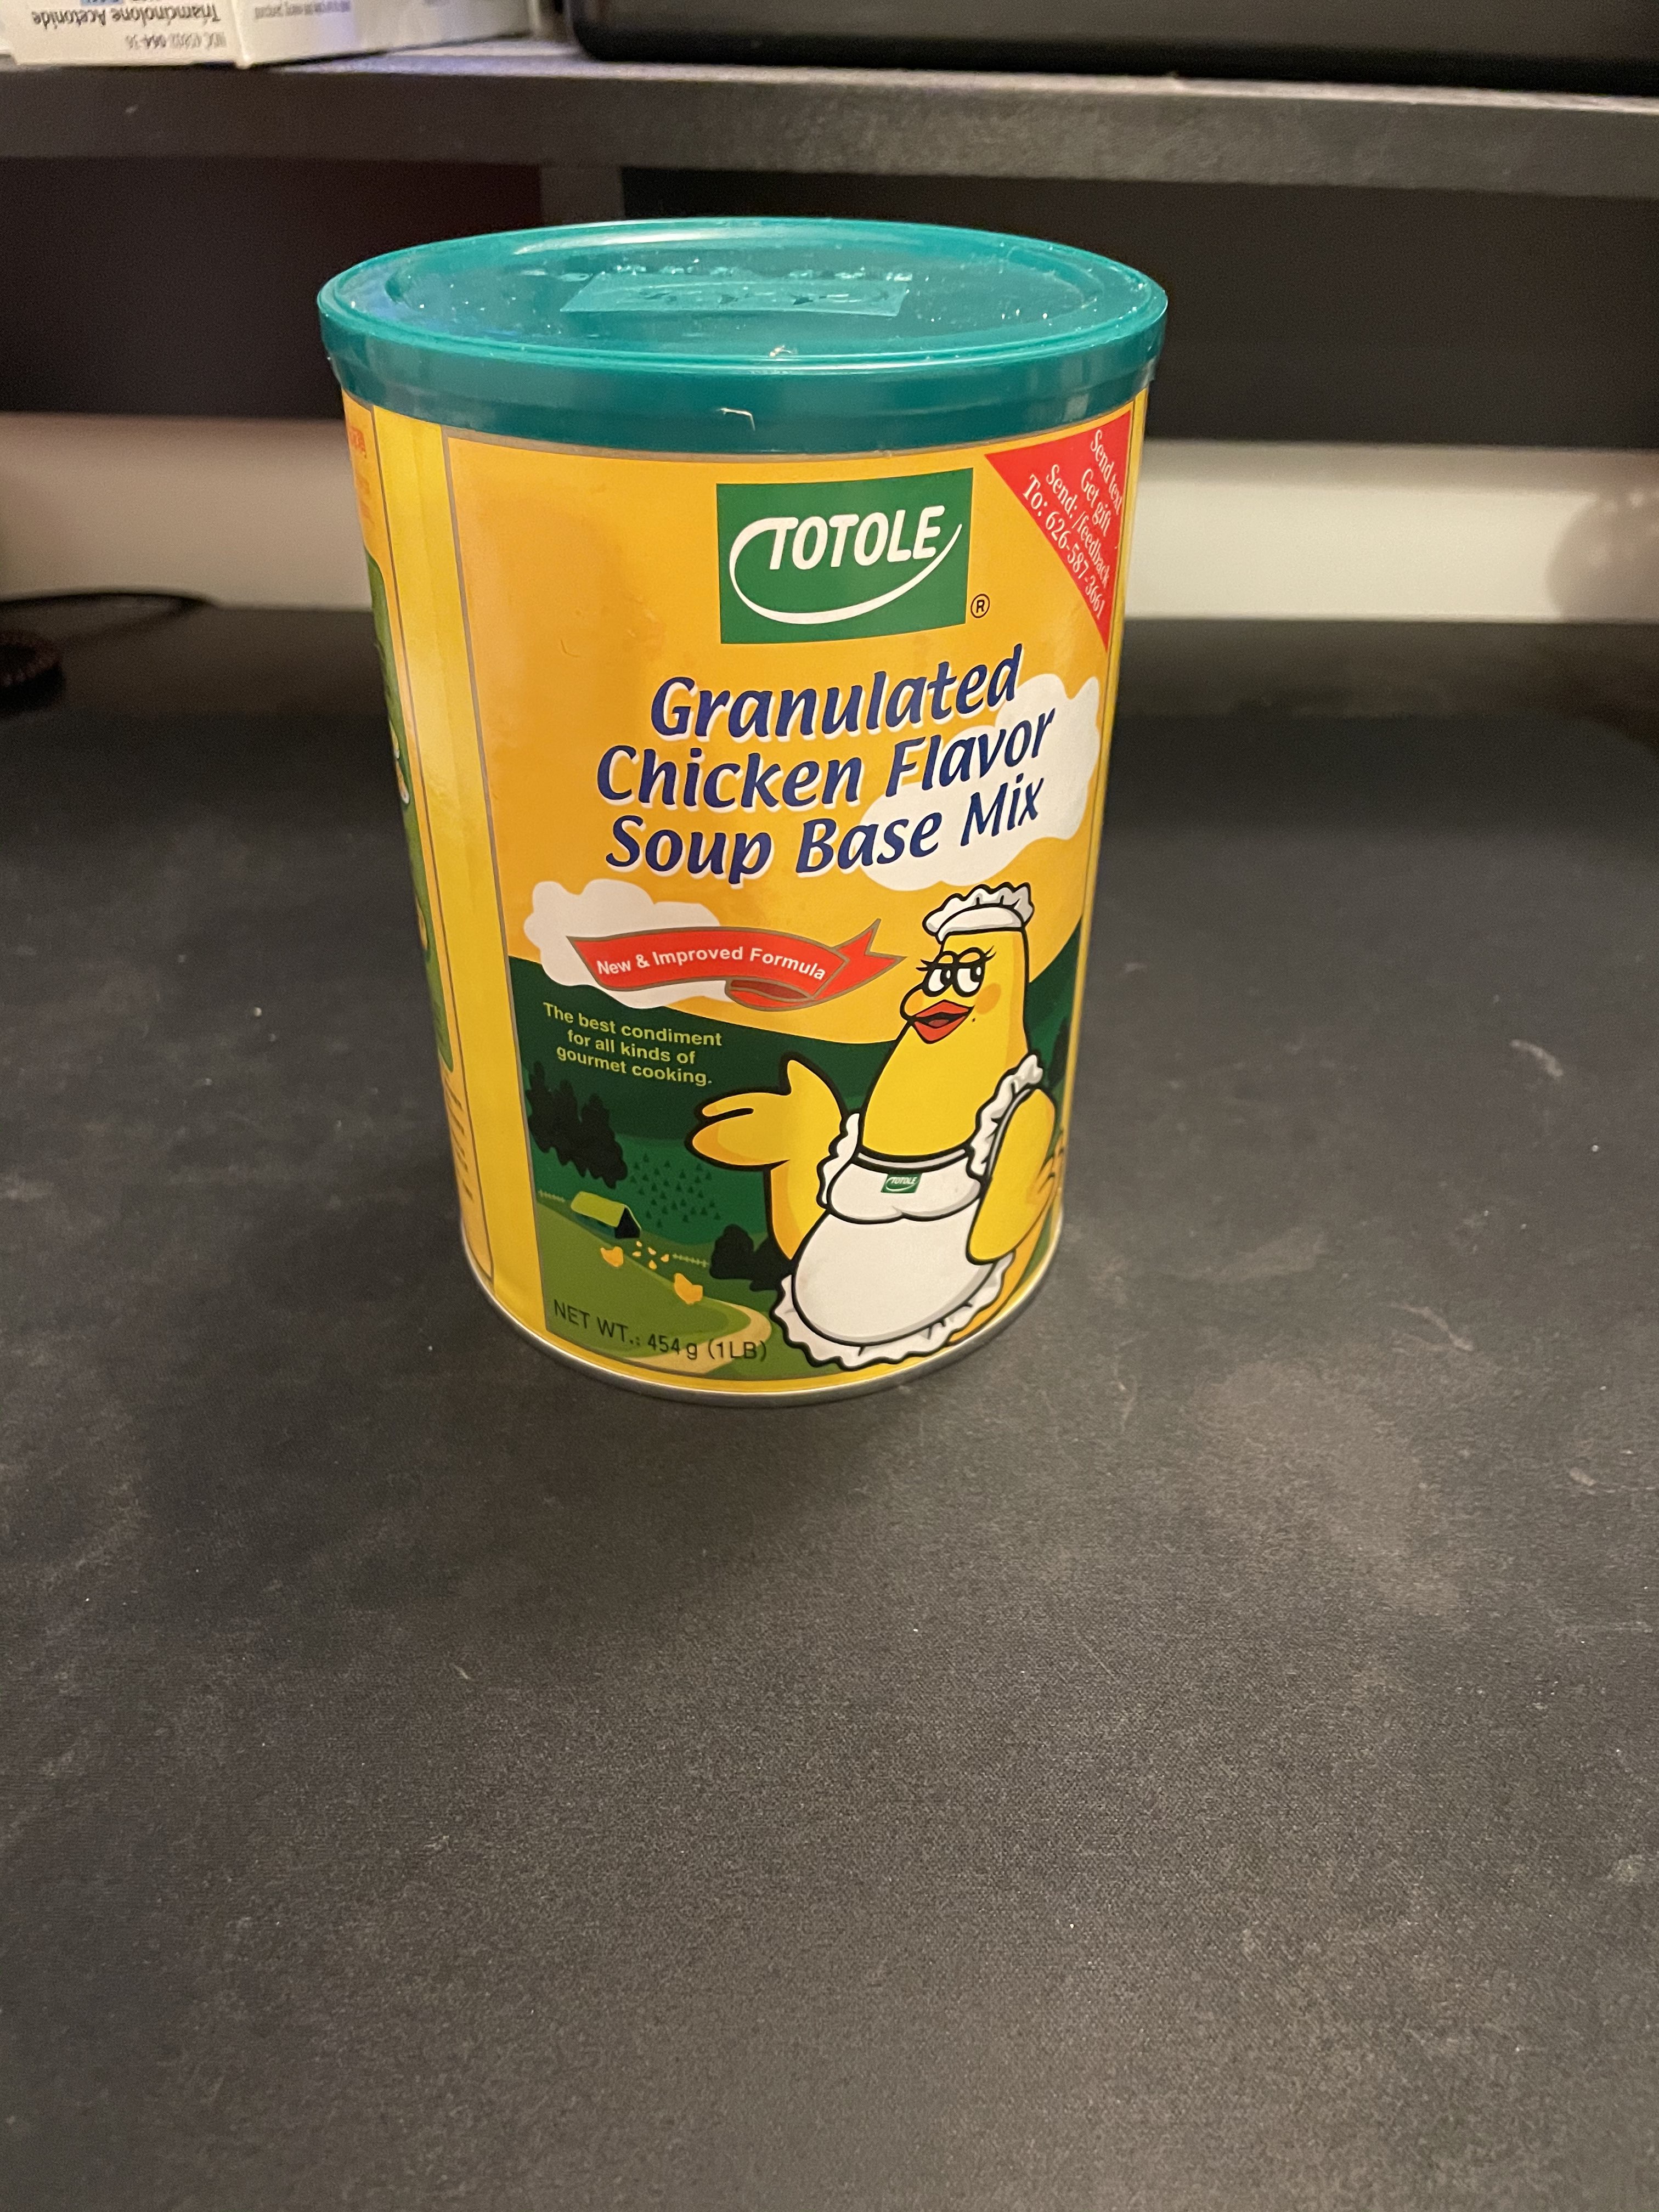 Triamcinolone Acetonide
TOTOLE
®
Send text
Get gift
Send: /feedback
To: 626-587-3661
Granulated
Chicken Flavor
Soup Base Mix
New & Improved Formula
The best condiment
for all kinds of
gourmet cooking.
TOTOLE
NET WT.: 454g (1LB)